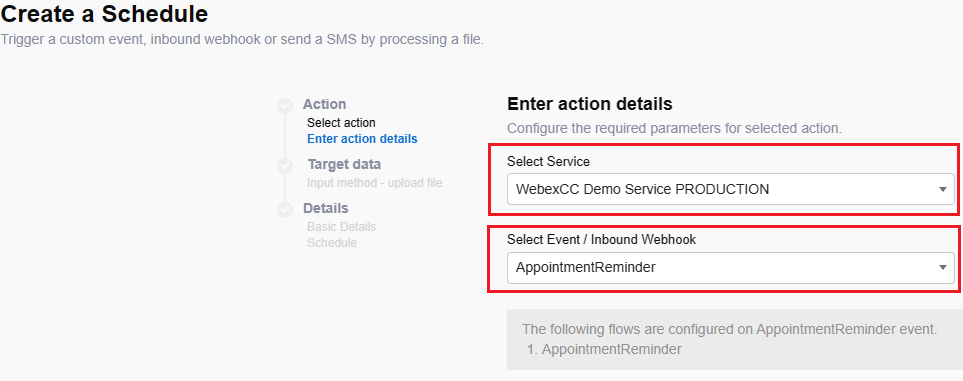 Create a Schedule
Trigger a custom event, inbound webhook or send a SMS by processing a file.
Action
Select action
Enter action details
Target data
Input method - upload file
Details
Basic Details
Schedule
Enter action details
Configure the required parameters for selected action.
Select Service
WebexCC Demo Service PRODUCTION
Select Event / Inbound Webhook
AppointmentReminder
The following flows are configured on AppointmentReminder event.
1. AppointmentReminder